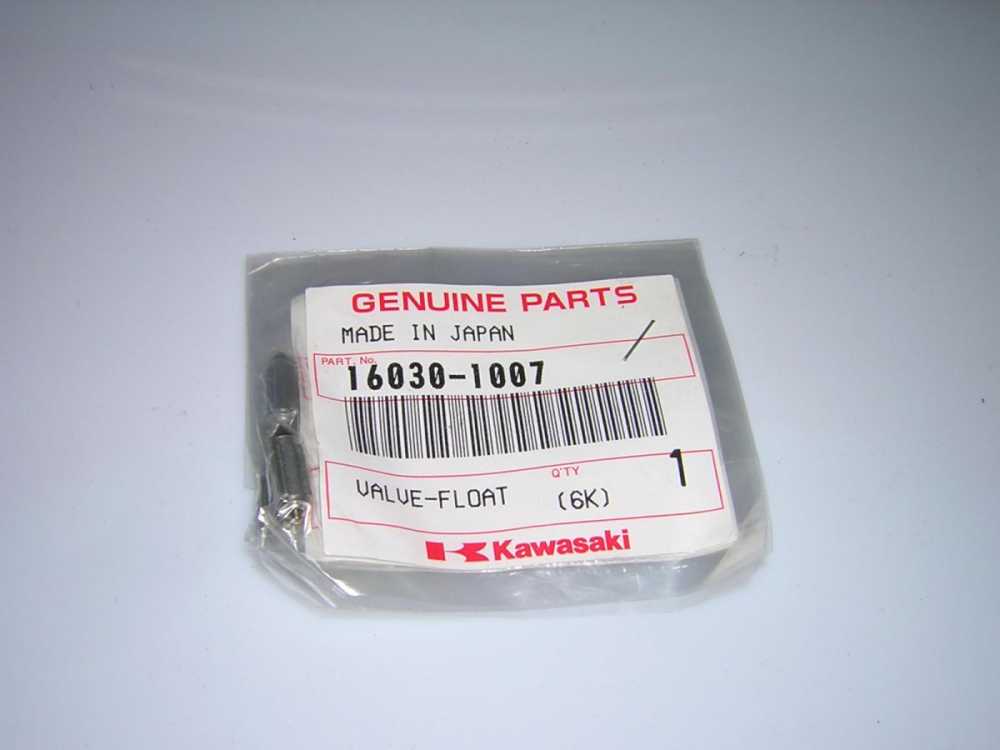 GENUINE PARTS
MADE IN JAPAN
PART. No.
16030-1007
Q'TY 1
VALVE-FLOAT (6K)
Kawasaki